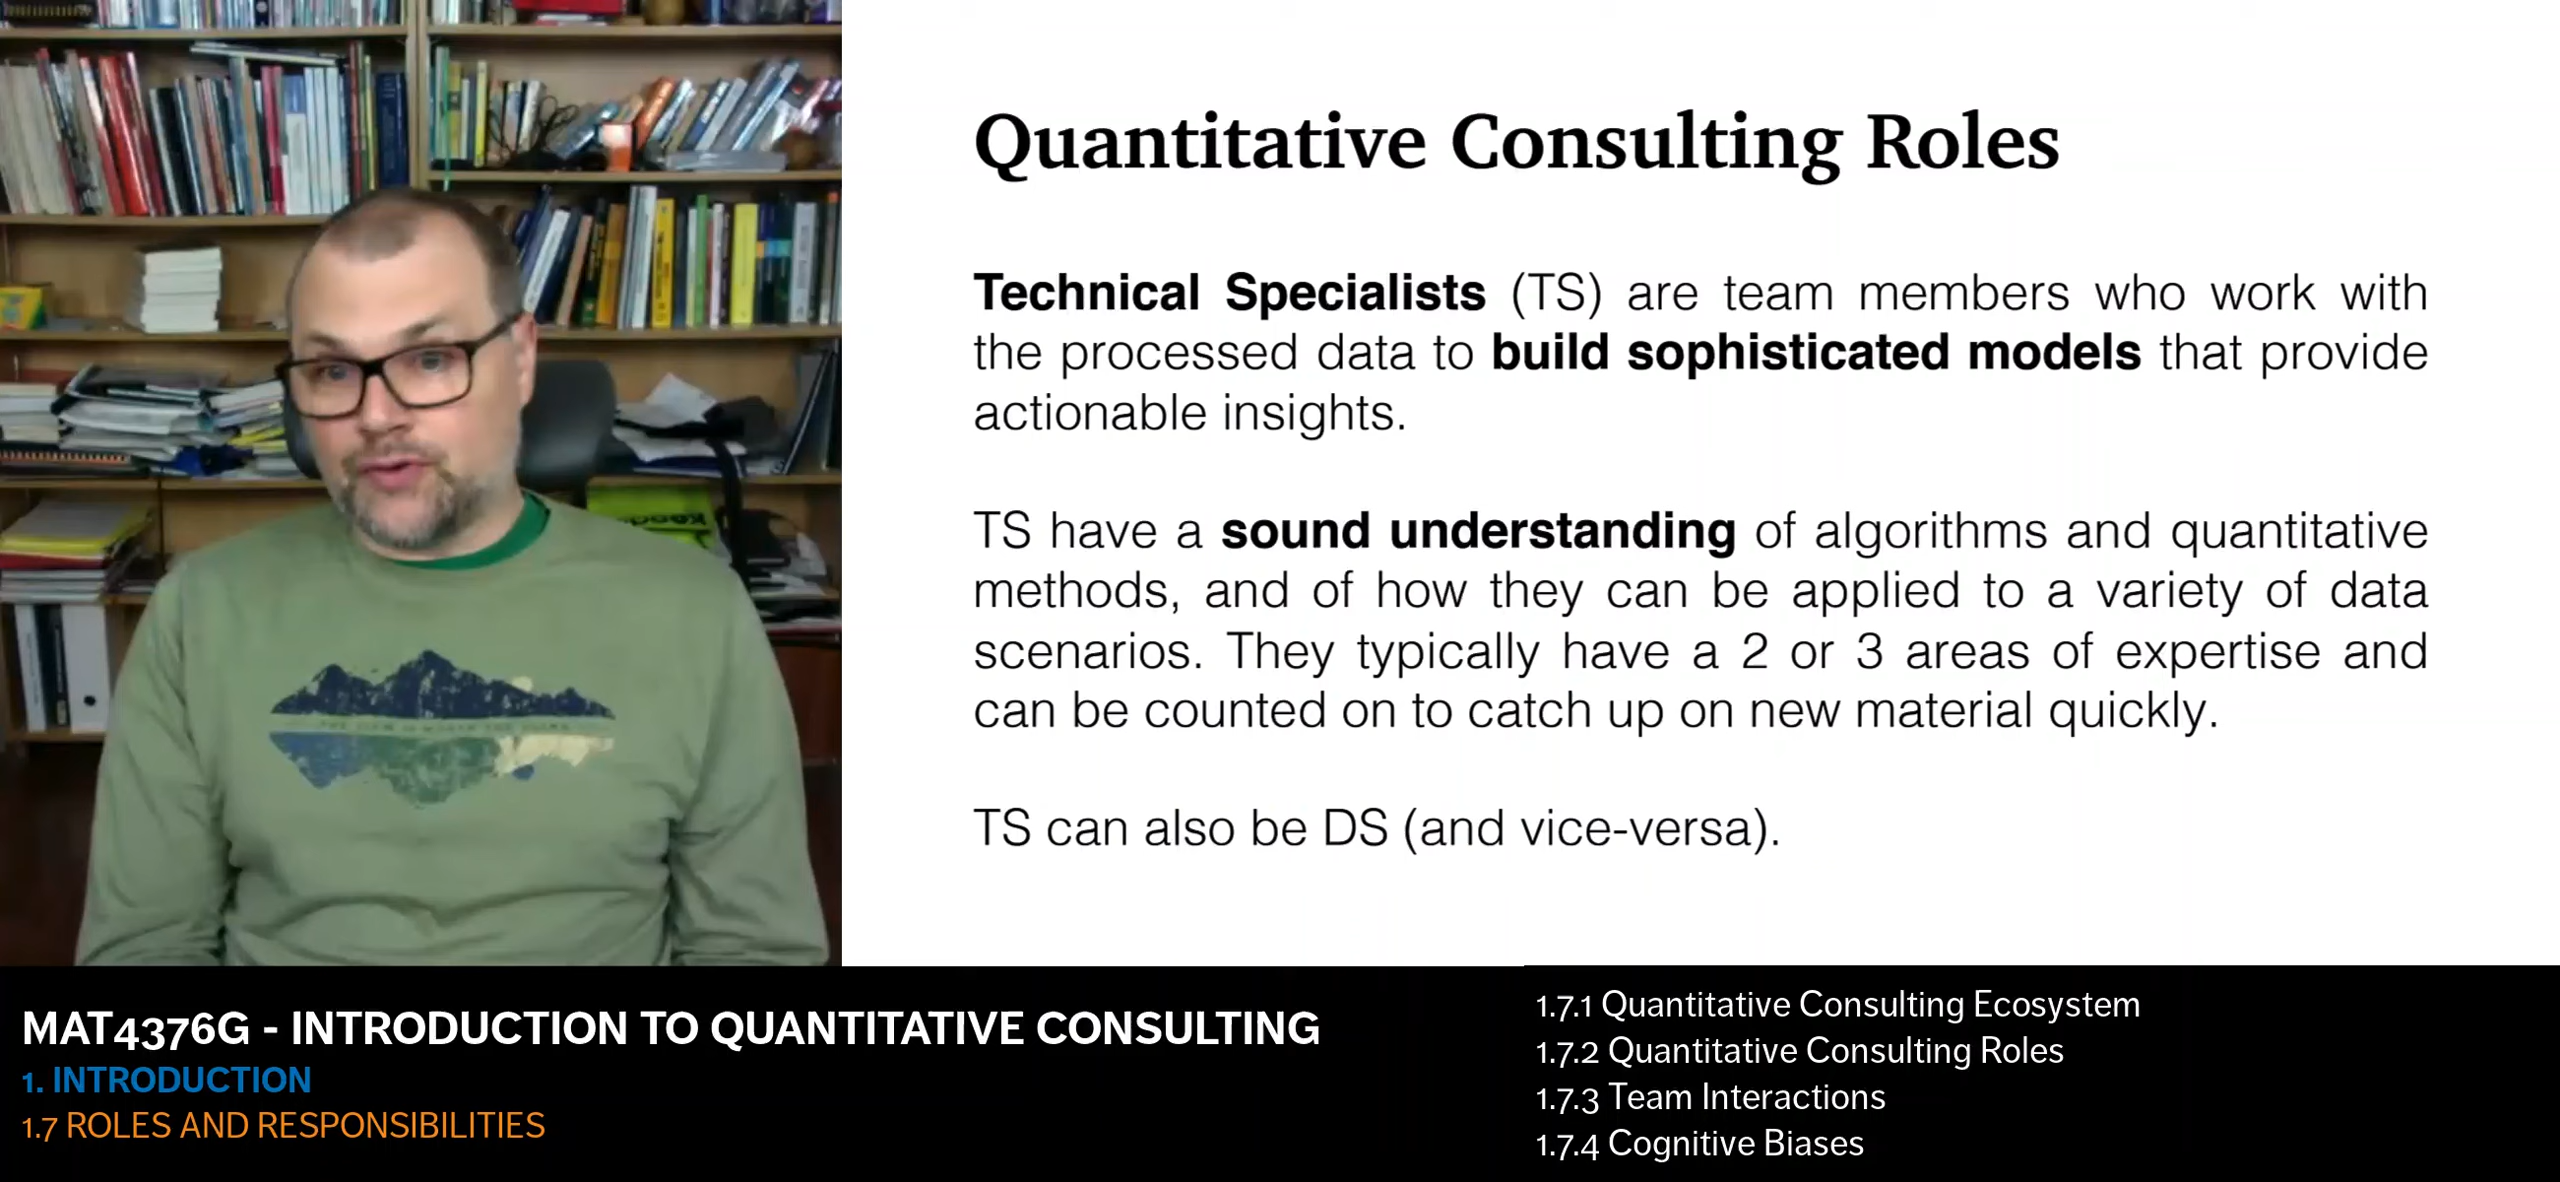 Quantitative Consulting Roles
Technical Specialists (TS) are team members who work with
the processed data to build sophisticated models that provide
actionable insights.
TS have a sound understanding of algorithms and quantitative
methods, and of how they can be applied to a variety of data
scenarios. They typically have a 2 or 3 areas of expertise and
can be counted on to catch up on new material quickly.
TS can also be DS (and vice-versa).
MAT4376G - INTRODUCTION TO QUANTITATIVE CONSULTING
1. INTRODUCTION
1.7 ROLES AND RESPONSIBILITIES
1.7.1 Quantitative Consulting Ecosystem
1.7.2 Quantitative Consulting Roles
1.7.3 Team Interactions
1.7.4 Cognitive Biases